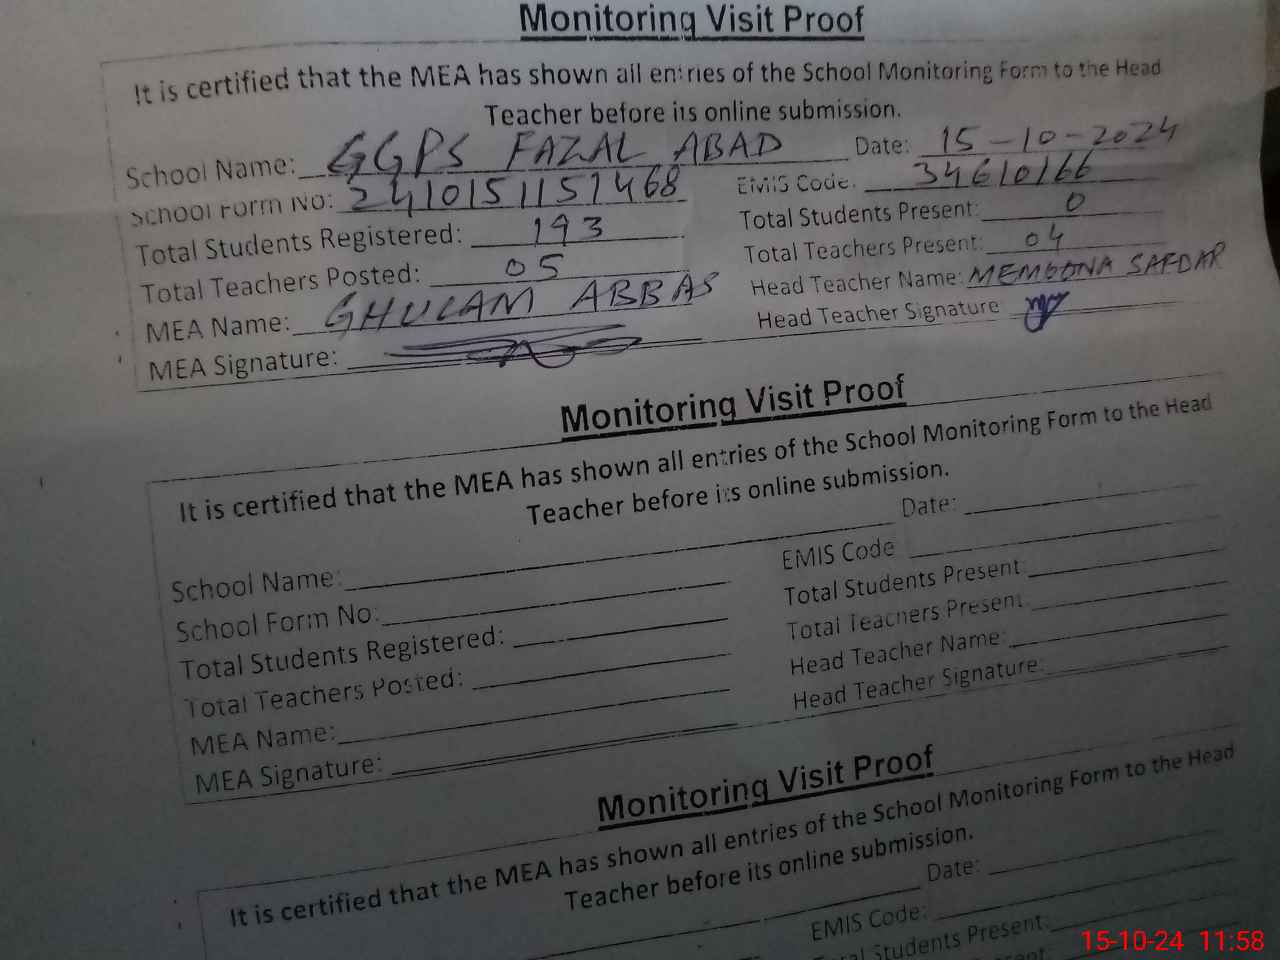 Monitoring Visit Proof
It is certified that the MEA has shown all entries of the School Monitoring Form to the Head
Teacher before its online submission.
School Name: GGPS FAZAL ABAD Date: 15-10-2024
School Form No: 2410151151468 EMIS Code: 34610166
Total Students Registered: 193 Total Students Present: 0
Total Teachers Posted: 05 Total Teachers Present: 04
MEA Name: GHULAM ABBAS Head Teacher Name: MEMOONA SAFDAR
MEA Signature: Head Teacher Signature
Monitoring Visit Proof
It is certified that the MEA has shown all entries of the School Monitoring Form to the Head
Teacher before its online submission.
School Name: Date:
School Form No: EMIS Code
Total Students Registered: Total Students Present:
Total Teachers Posted: Total Teachers Present
MEA Name: Head Teacher Name:
MEA Signature: Head Teacher Signature:
Monitoring Visit Proof
It is certified that the MEA has shown all entries of the School Monitoring Form to the Head
Teacher before its online submission.
Date:
EMIS Code:
Students Present:
15-10-24 11:58